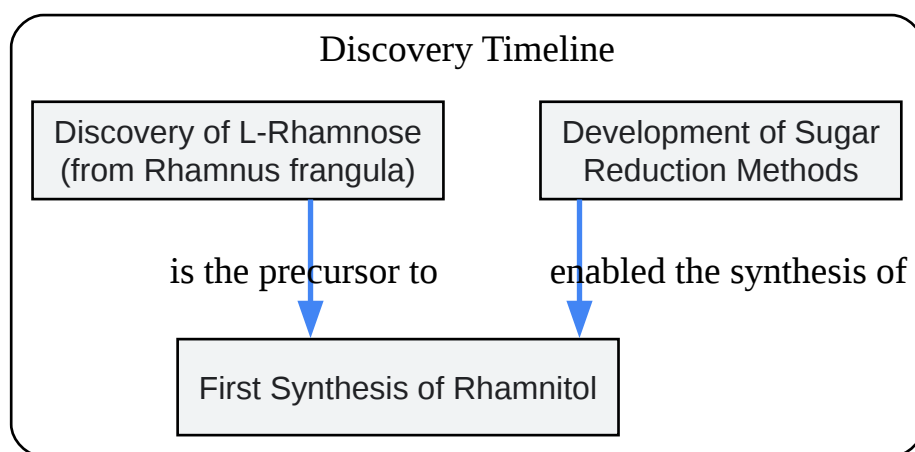 Discovery Timeline
Discovery of L-Rhamnose
(from Rhamnus frangula)
Development of Sugar
Reduction Methods
is the precursor to
enabled the synthesis of
First Synthesis of Rhamnitol